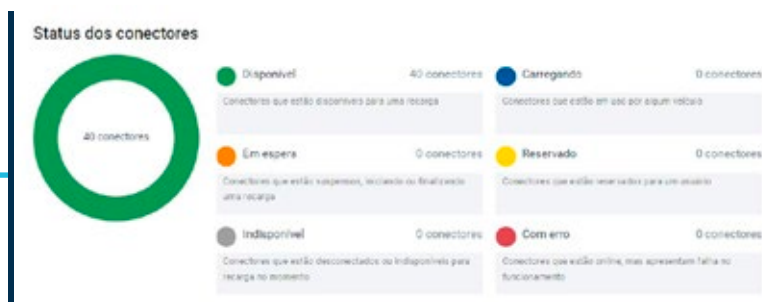 Status dos conectores
40 conectores
Disponível 40 conectores
Conectores que estão disponíveis para uma recarga
Carregando 0 conectores
Conectores que estão em uso por algum veículo
Em espera 0 conectores
Conectores que estão suspensos, iniciando ou finalizando
uma recarga
Reservado 0 conectores
Conectores que estão reservados para um usuário
Indisponível 0 conectores
Conectores que estão desconectados ou indisponíveis para
recarga no momento
Com erro 0 conectores
Conectores que estão online, mas apresentam falha no
funcionamento